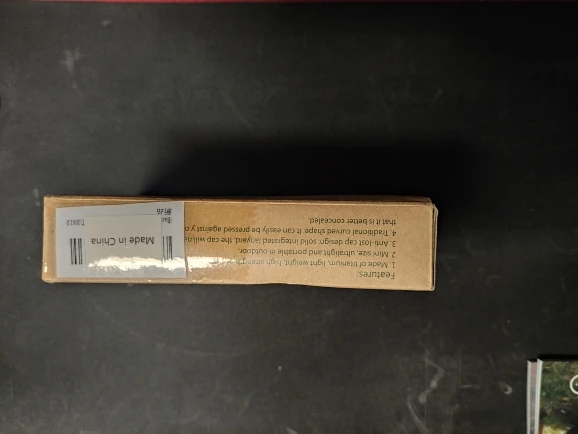 Features:
1. Made of titanium, light weight, high
2. Mini size, ultralight and portable in outdoor.
3. Anti-lost cap design: solid integrated lanyard, the cap will
4. Traditional curved shape: it can easily be pressed against
that it is better concealed.
Made in China